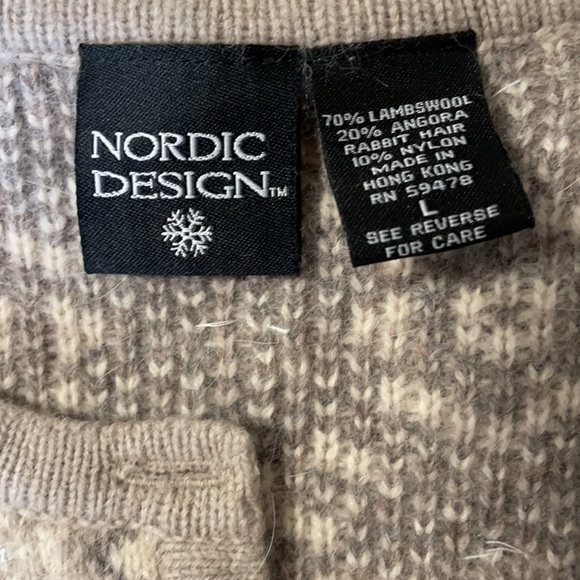 NORDIC
DESIGN™
70% LAMBSWOOL
20% ANGORA
RABBIT HAIR
10% NYLON
MADE IN
HONG KONG
RN 59478
L
SEE REVERSE
FOR CARE